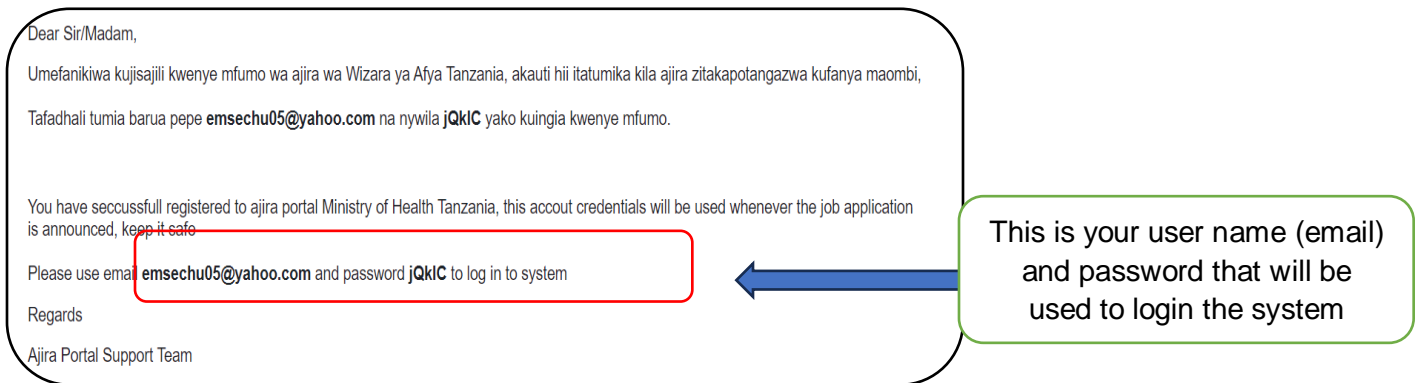 Dear Sir/Madam,
Umefanikiwa kujisajili kwenye mfumo wa ajira wa Wizara ya Afya Tanzania, akauti hii itatumika kila ajira zitakapotangazwa kufanya maombi,
Tafadhali tumia barua pepe emsechu05@yahoo.com na nywila jQklC yako kuingia kwenye mfumo.
You have seccussfull registered to ajira portal Ministry of Health Tanzania, this accout credentials will be used whenever the job application
is announced, keep it safe
Please use email emsechu05@yahoo.com and password jQklC to log in to system
Regards
Ajira Portal Support Team
This is your user name (email)
and password that will be
used to login the system